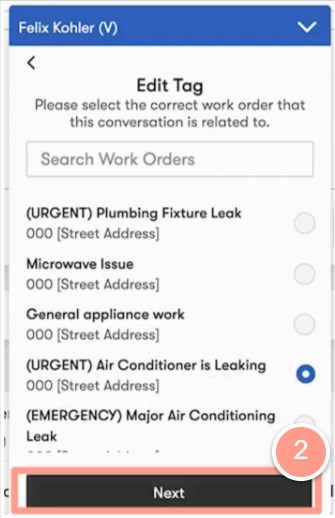 Felix Kohler (V)
Edit Tag
Please select the correct work order that
this conversation is related to.
Search Work Orders
(URGENT) Plumbing Fixture Leak
000 [Street Address]
Microwave Issue
000 [Street Address]
General appliance work
000 [Street Address]
(URGENT) Air Conditioner is Leaking
000 [Street Address]
(EMERGENCY) Major Air Conditioning
Leak
2
Next